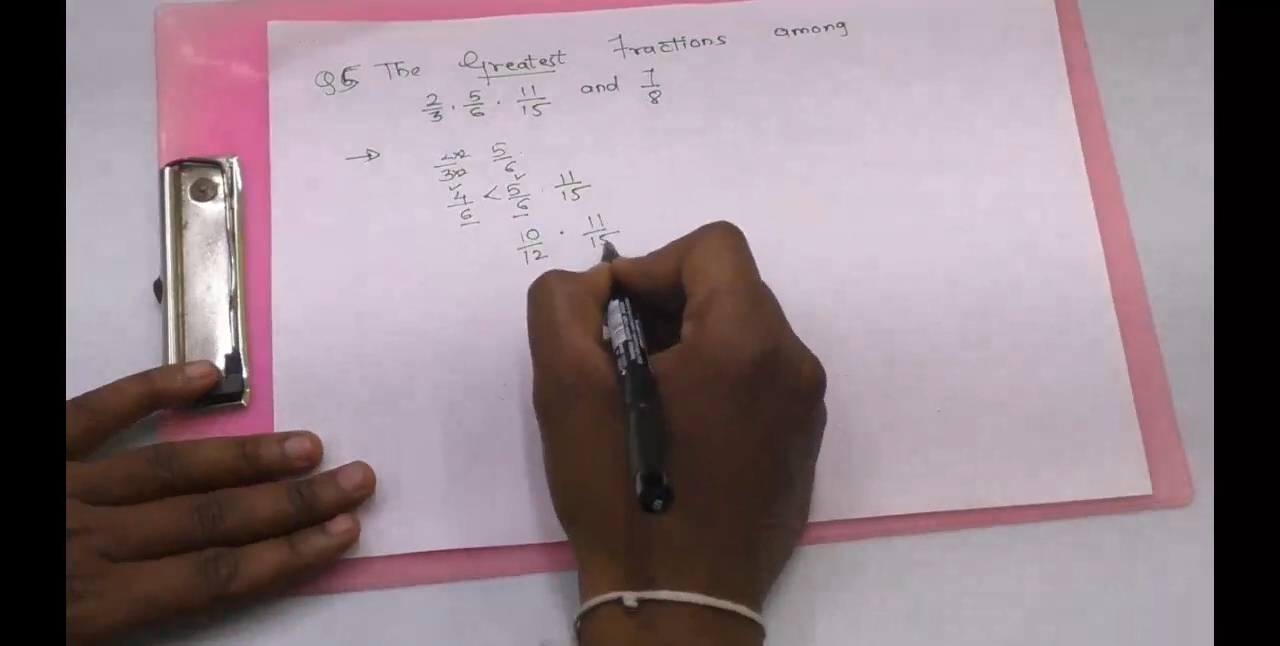 Q5 The Greatest Fractions among
2/3 . 5/6 . 11/15 and 7/8
→ 2×2/3×2 5/6.
4/6 < 5/6 . 11/15
10/12 . 11/15